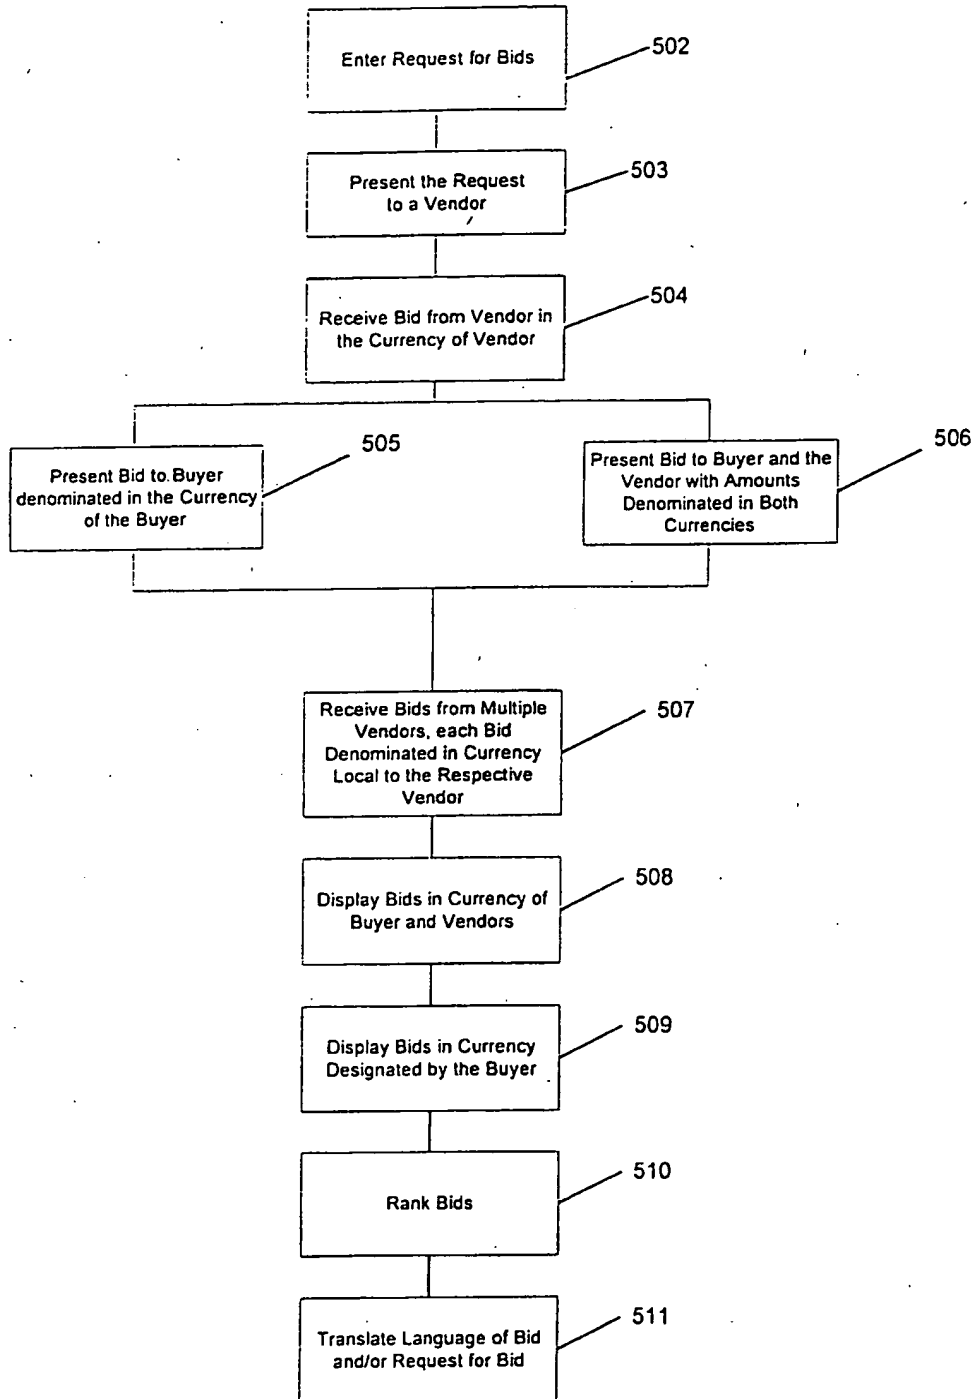 Enter Request for Bids
502
Present the Request
to a Vendor
503
Receive Bid from Vendor in
the Currency of Vendor
504
Present Bid to Buyer
denominated in the Currency
of the Buyer
505
Present Bid to Buyer and the
Vendor with Amounts
Denominated in Both
Currencies
506
Receive Bids from Multiple
Vendors, each Bid
Denominated in Currency
Local to the Respective
Vendor
507
Display Bids in Currency of
Buyer and Vendors
508
Display Bids in Currency
Designated by the Buyer
509
Rank Bids
510
Translate Language of Bid
and/or Request for Bid
511